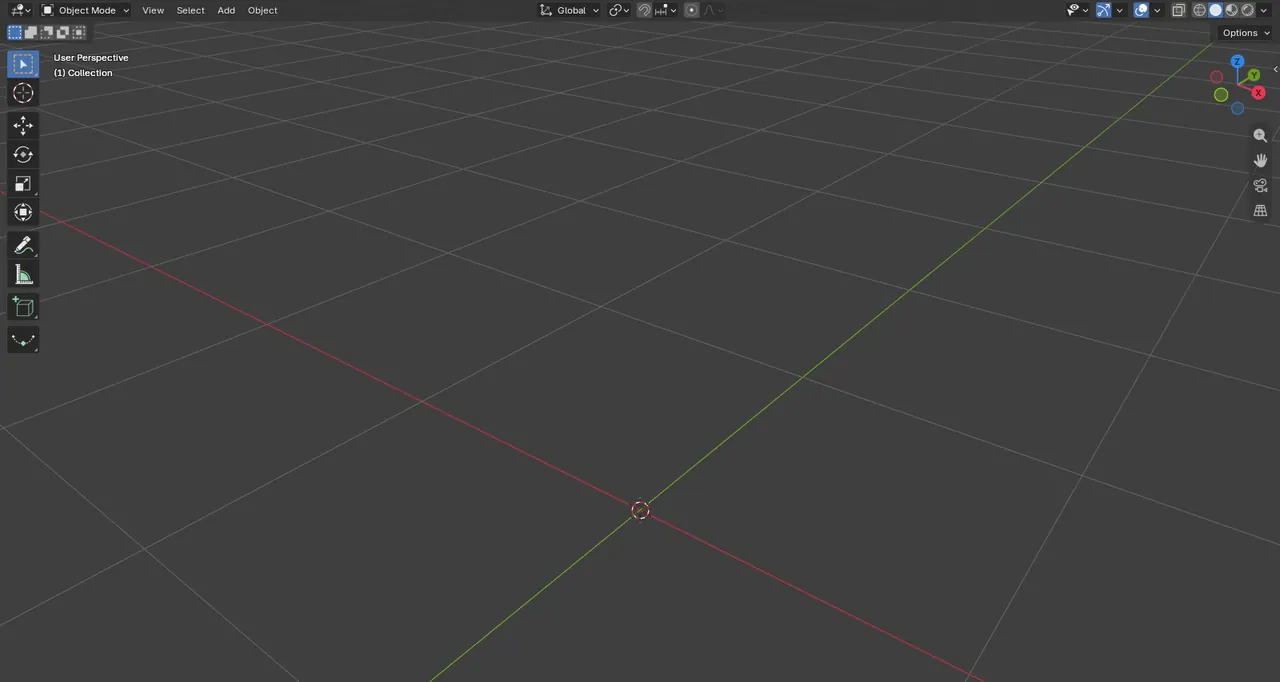 Object Mode View Select Add Object Global
Options
User Perspective
(1) Collection
Z
Y
X